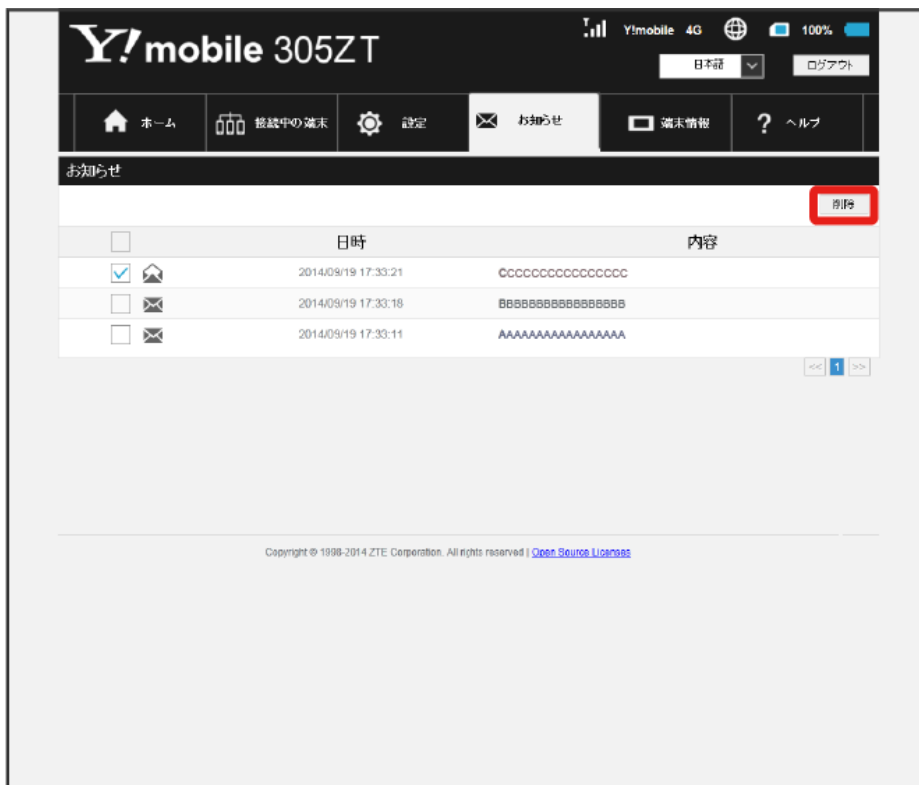 Y! mobile 305ZT
Y!mobile 4G 100%
日本語 ログアウト
ホーム 接続中の端末 設定 お知らせ 端末情報 ? ヘルプ
お知らせ
削除
日時 内容
2014/09/19 17:33:21 CCCCCCCCCCCCCCCCC
2014/09/19 17:33:18 BBBBBBBBBBBBBBBBB
2014/09/19 17:33:11 AAAAAAAAAAAAAAAAA
<< 1 >>
Copyright © 1998-2014 ZTE Corporation. All rights reserved | Open Source Licenses